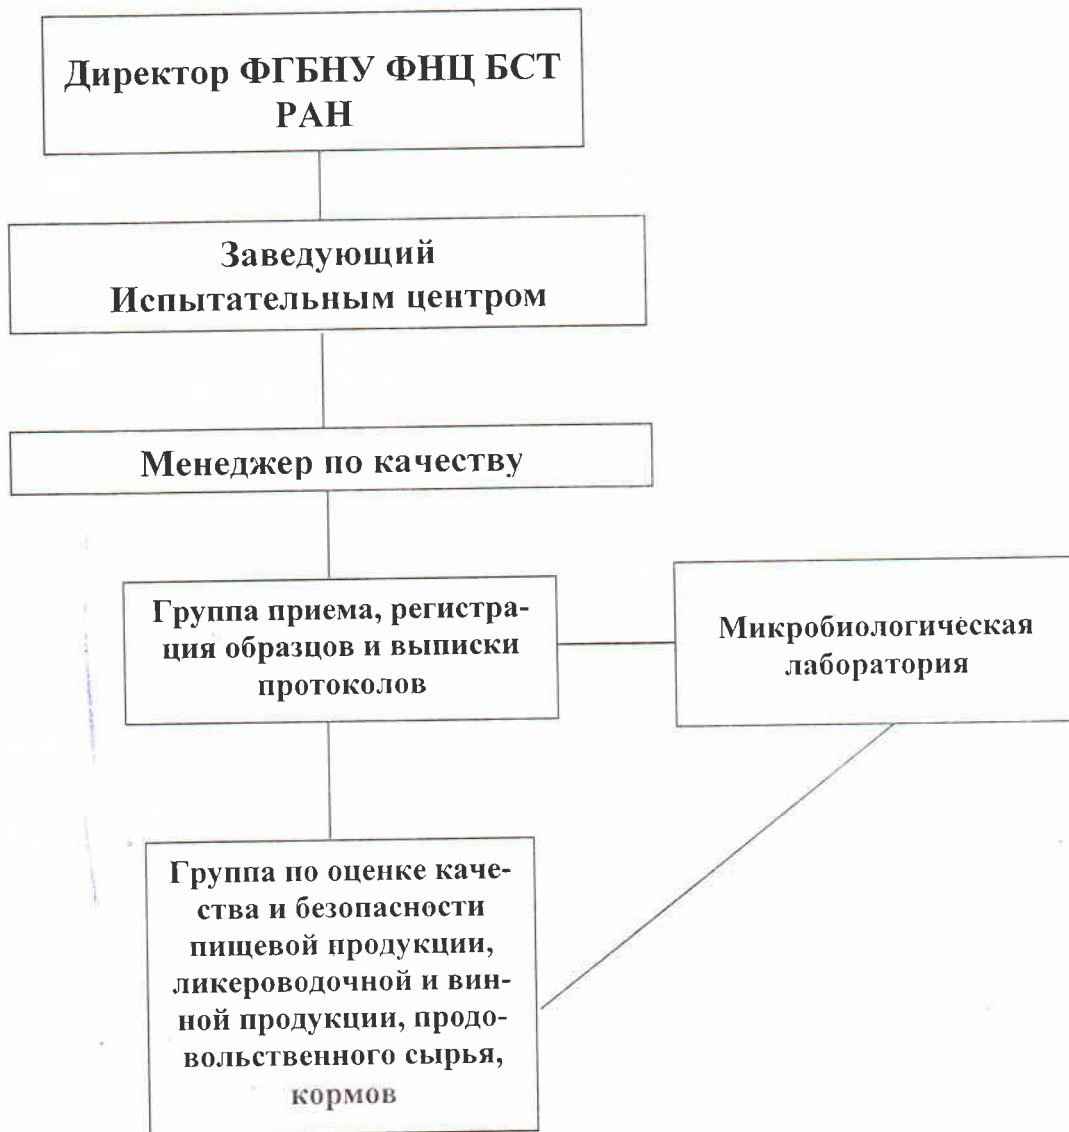 Директор ФГБНУ ФНЦ БСТ
РАН
Заведующий
Испытательным центром
Менеджер по качеству
Группа приема, регистра-
ция образцов и выписки
протоколов
Микробиологическая
лаборатория
Группа по оценке каче-
ства и безопасности
пищевой продукции,
ликероводочной и вин-
ной продукции, продо-
вольственного сырья,
кормов